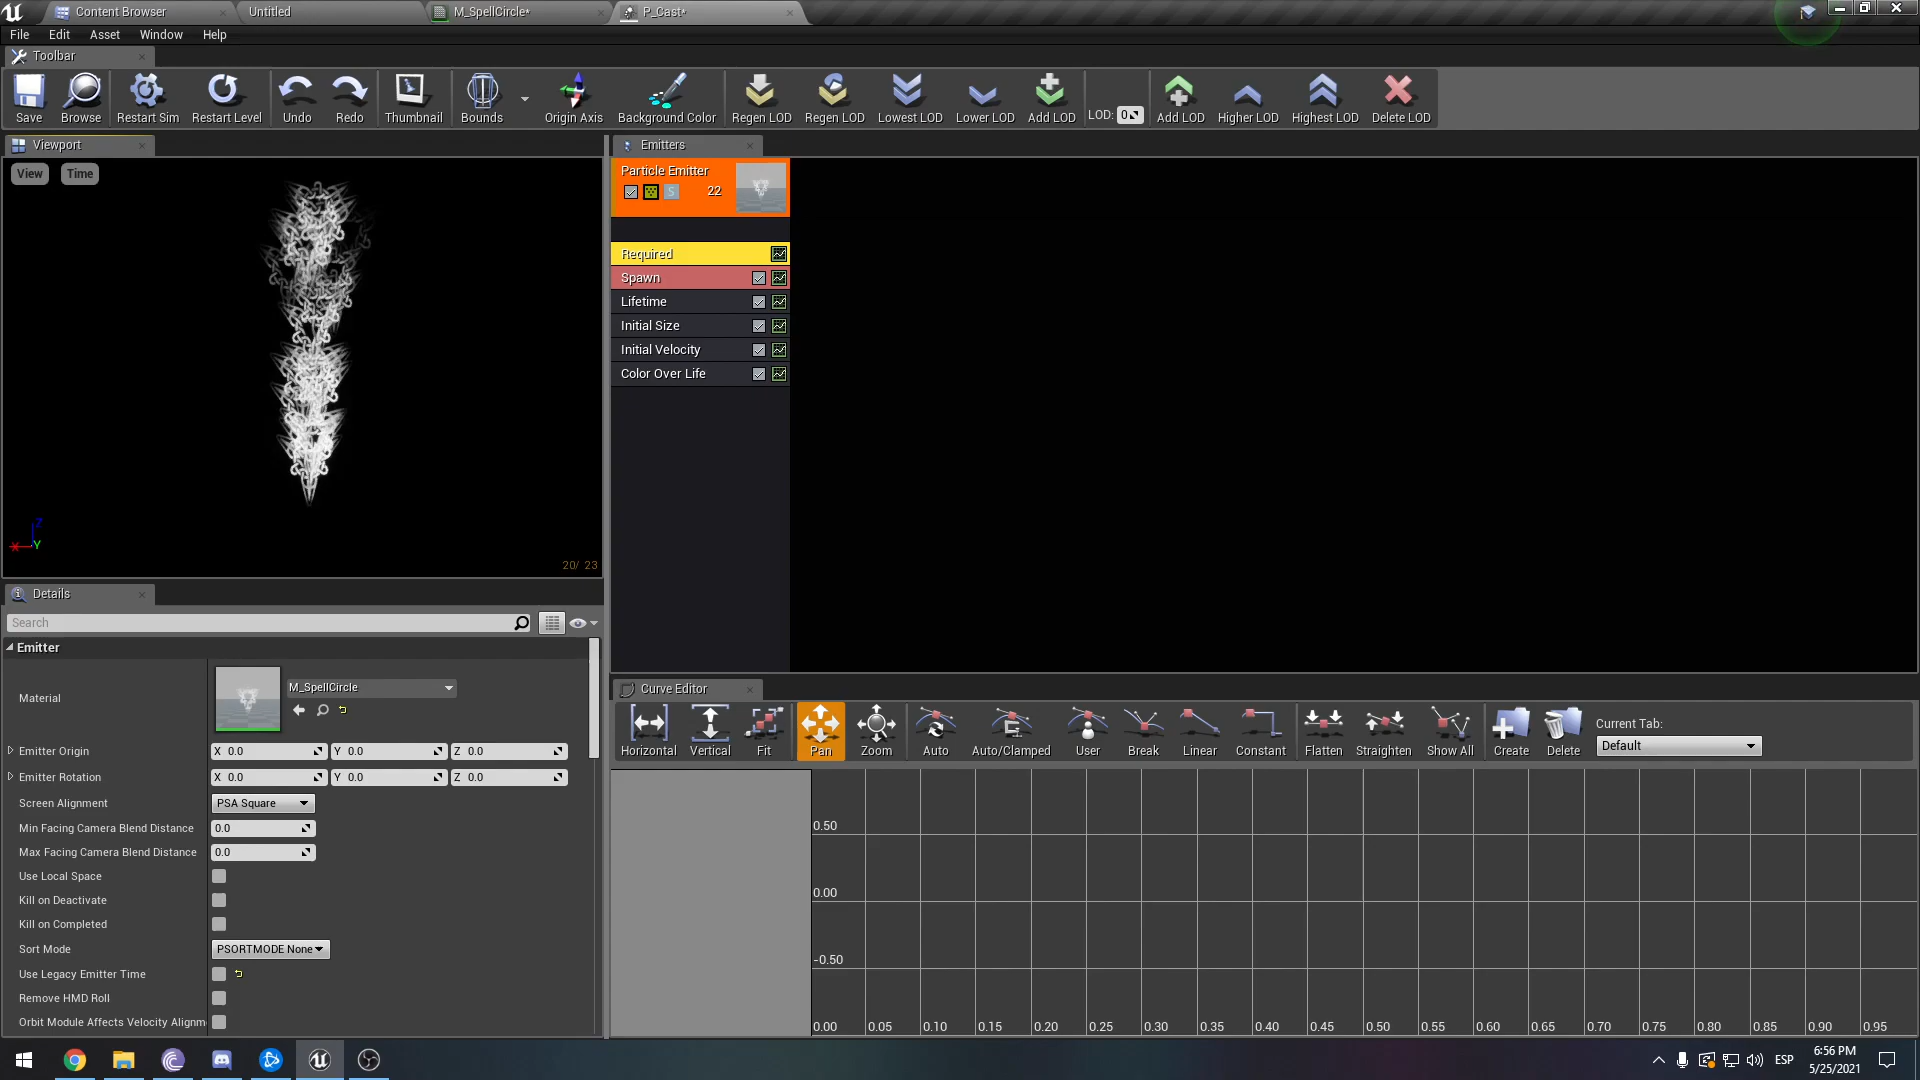 Content Browser
Untitled
M_SpellCircle*
P_Cast*
File Edit Asset Window Help
Toolbar
Save
Browse
Restart Sim
Restart Level
Undo
Redo
Thumbnail
Bounds
Origin Axis
Background Color
Regen LOD
Regen LOD
Lowest LOD
Lower LOD
Add LOD
LOD: 0
Add LOD
Higher LOD
Highest LOD
Delete LOD
Viewport
View
Time
Z
X
Y
20/ 23
Emitters
Particle Emitter
S
22
Required
Spawn
Lifetime
Initial Size
Initial Velocity
Color Over Life
Details
Search
Emitter
Material
M_SpellCircle
Emitter Origin X 0.0 Y 0.0 Z 0.0
Emitter Rotation X 0.0 Y 0.0 Z 0.0
Screen Alignment PSA Square
Min Facing Camera Blend Distance 0.0
Max Facing Camera Blend Distance 0.0
Use Local Space
Kill on Deactivate
Kill on Completed
Sort Mode PSORTMODE None
Use Legacy Emitter Time
Remove HMD Roll
Orbit Module Affects Velocity Alignm
Curve Editor
Horizontal
Vertical
Fit
Pan
Zoom
Auto
Auto/Clamped
User
Break
Linear
Constant
Flatten
Straighten
Show All
Create
Delete
Current Tab:
Default
0.50
0.00
-0.50
0.00 0.05 0.10 0.15 0.20 0.25 0.30 0.35 0.40 0.45 0.50 0.55 0.60 0.65 0.70 0.75 0.80 0.85 0.90 0.95
ESP
6:56 PM
5/25/2021